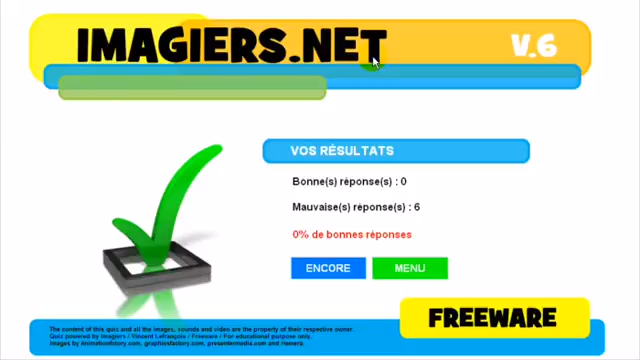 IMAGIERS.NET
V.6
VOS RÉSULTATS
Bonne(s) réponse(s) : 0
Mauvaise(s) réponse(s) : 6
0% de bonnes réponses
ENCORE
MENU
FREEWARE
The content of this quiz and all the images, sounds and video are the property of their respective owner.
Quiz powered by Imagiers / Vincent Lefrançois / Freeware / For educational purpose only.
Images by Animationfatory.com, graphicsfactory.com, presentermedia.com and Hemera.